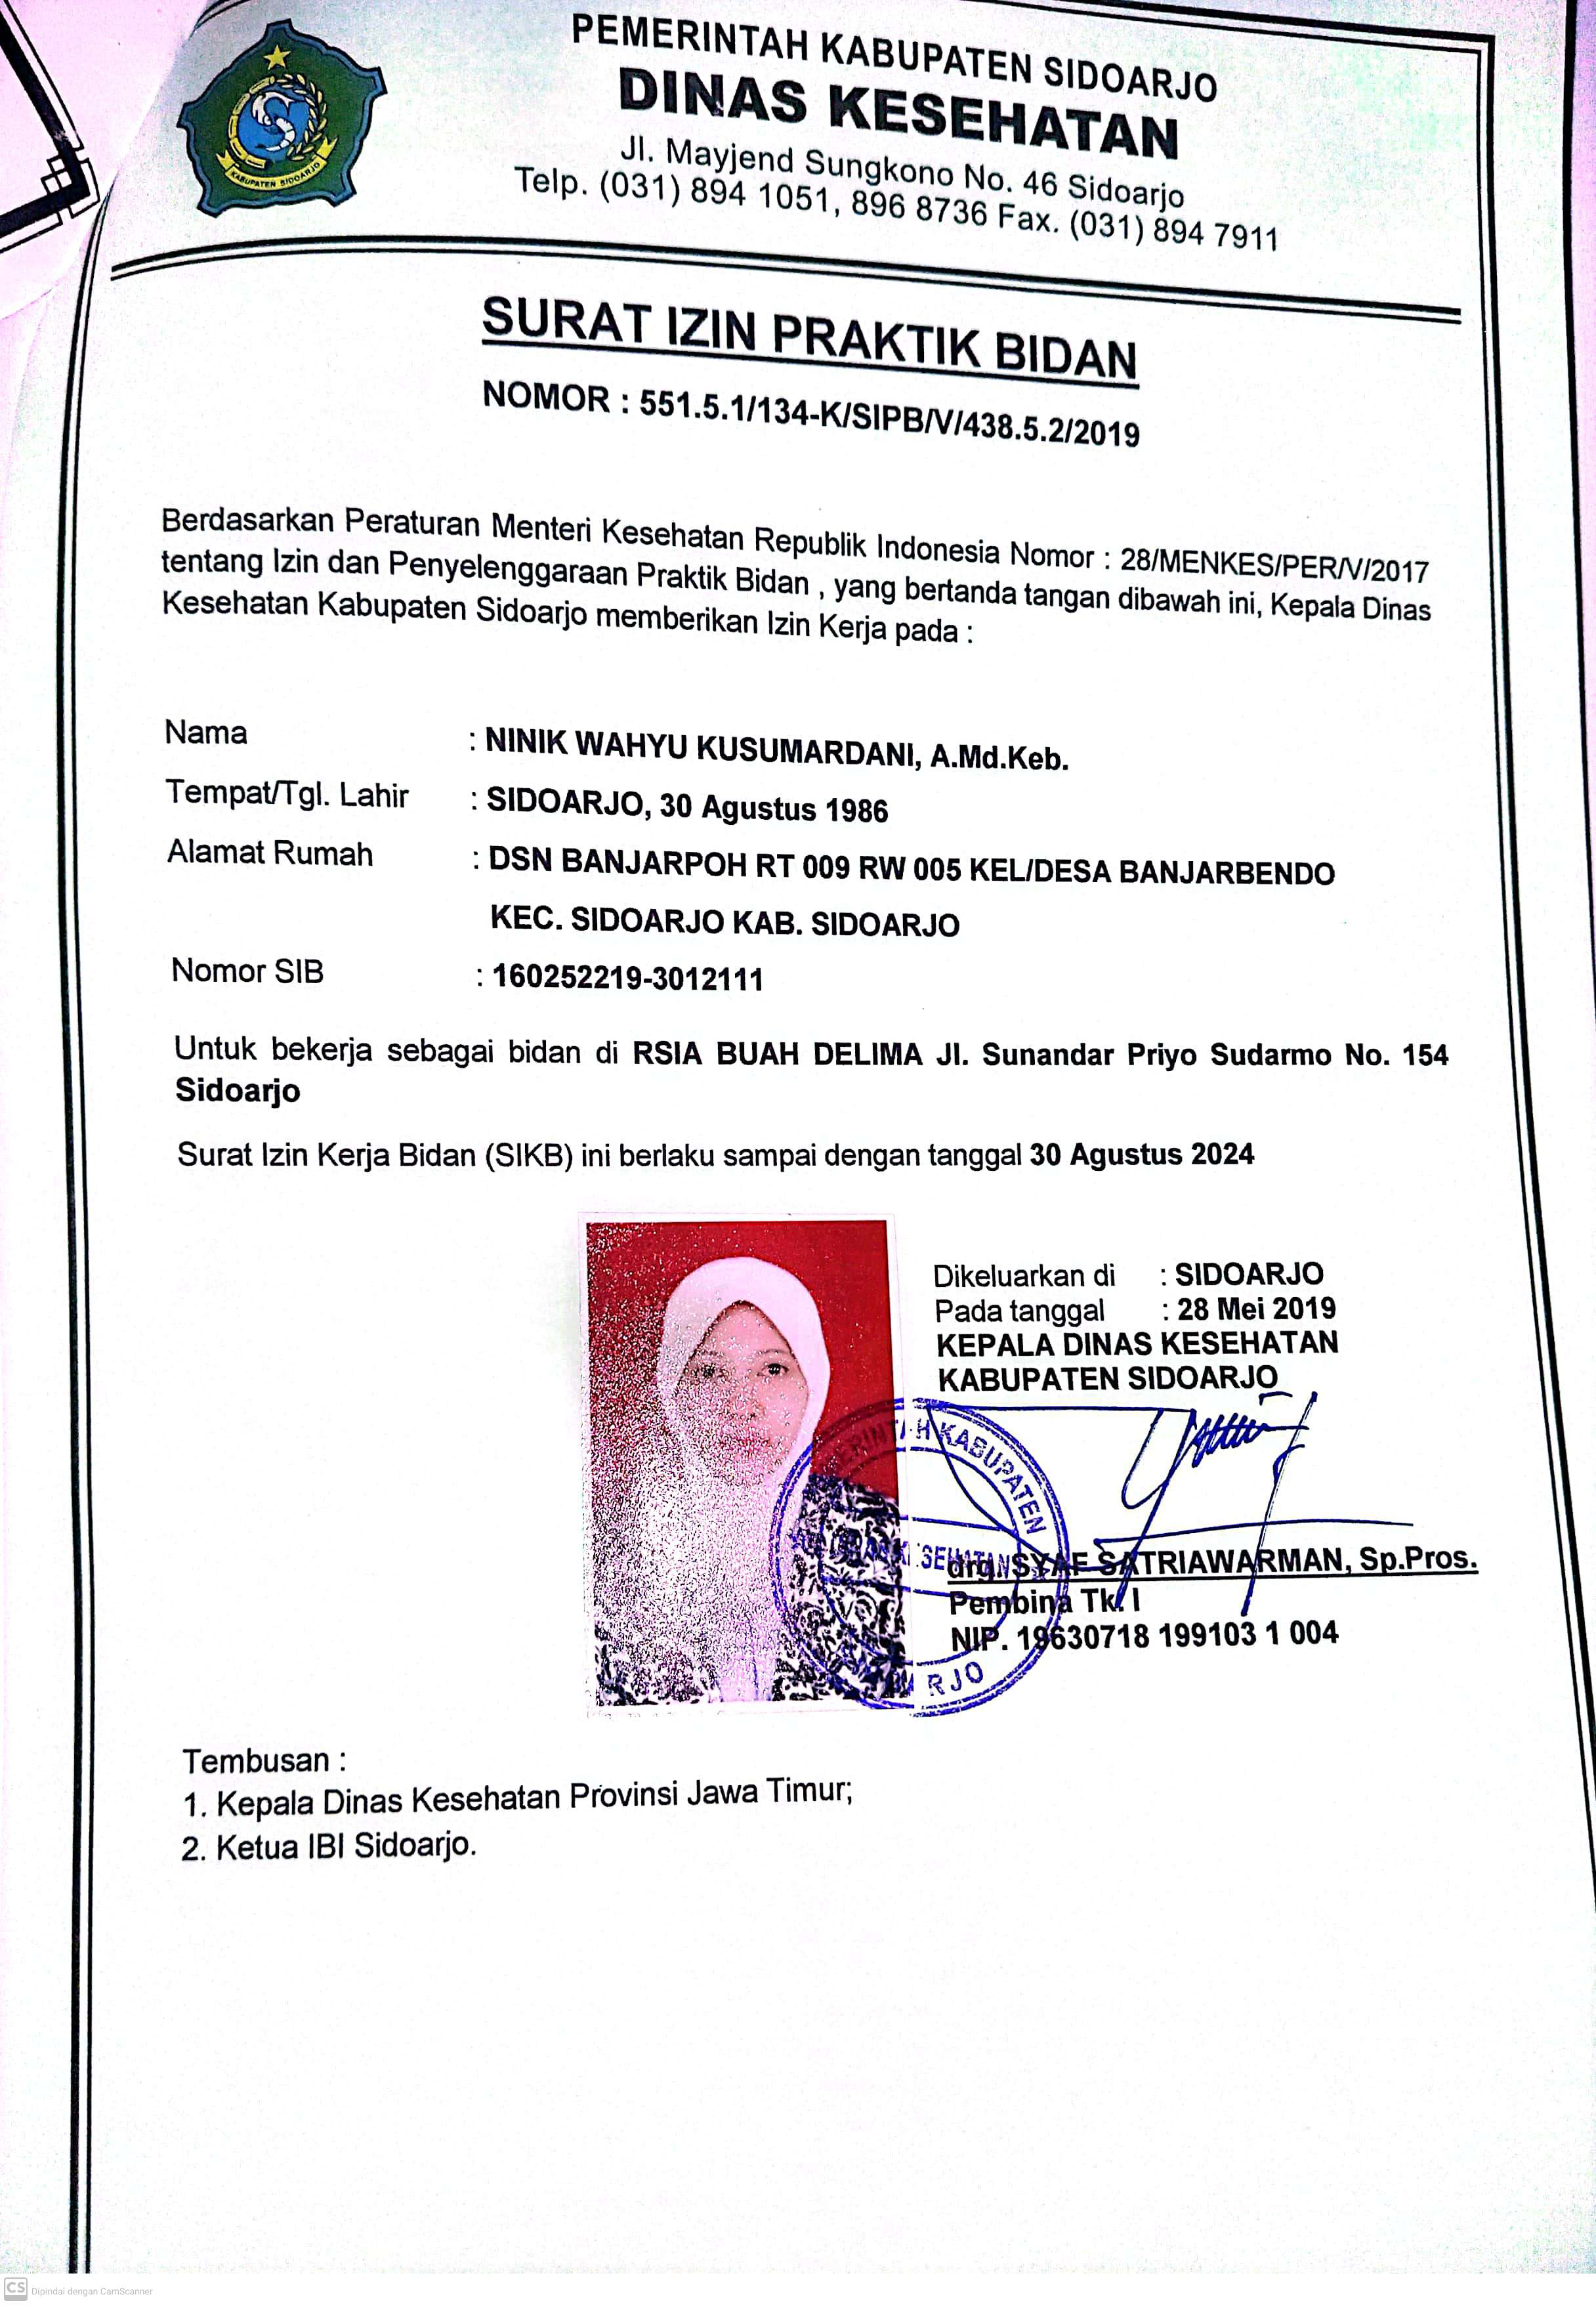 PEMERINTAH KABUPATEN SIDOARJO
DINAS KESEHATAN
Jl. Mayjend Sungkono No. 46 Sidoarjo
Telp. (031) 894 1051, 896 8736 Fax. (031) 894 7911
KABUPATEN SIDOARJO
SURAT IZIN PRAKTIK BIDAN
NOMOR : 551.5.1/134-K/SIPB/V/438.5.2/2019
Berdasarkan Peraturan Menteri Kesehatan Republik Indonesia Nomor : 28/MENKES/PER/V/2017
tentang Izin dan Penyelenggaraan Praktik Bidan , yang bertanda tangan dibawah ini, Kepala Dinas
Kesehatan Kabupaten Sidoarjo memberikan Izin Kerja pada :
Nama : NINIK WAHYU KUSUMARDANI, A.Md.Keb.
Tempat/Tgl. Lahir : SIDOARJO, 30 Agustus 1986
Alamat Rumah : DSN BANJARPOH RT 009 RW 005 KEL/DESA BANJARBENDO
KEC. SIDOARJO KAB. SIDOARJO
Nomor SIB : 160252219-3012111
Untuk bekerja sebagai bidan di RSIA BUAH DELIMA Jl. Sunandar Priyo Sudarmo No. 154
Sidoarjo
Surat Izin Kerja Bidan (SIKB) ini berlaku sampai dengan tanggal 30 Agustus 2024
Dikeluarkan di : SIDOARJO
Pada tanggal : 28 Mei 2019
KEPALA DINAS KESEHATAN
KABUPATEN SIDOARJO
KABUPATEN
drg. SYAF SATRIAWARMAN, Sp.Pros.
Pembina Tk. I
NIP. 19630718 199103 1 004
Tembusan :
1. Kepala Dinas Kesehatan Provinsi Jawa Timur;
2. Ketua IBI Sidoarjo.
CS Dipindai dengan CamScanner